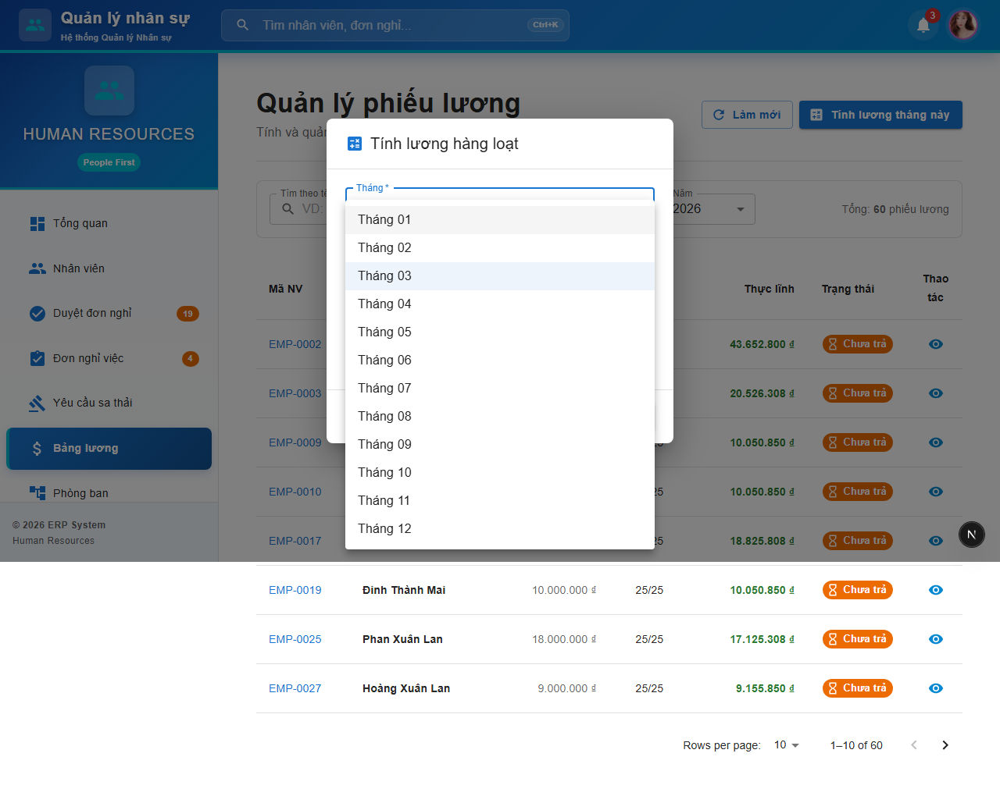 Quản lý nhân sự
Hệ thống Quản lý Nhân sự
Tìm nhân viên, đơn nghỉ...
Ctrl+K
3
HUMAN RESOURCES
People First
Tổng quan
Nhân viên
Duyệt đơn nghỉ
19
Đơn nghỉ việc
4
Yêu cầu sa thải
Bảng lương
Phòng ban
© 2026 ERP System
Human Resources
Quản lý phiếu lương
Tính và quản
Làm mới
Tính lương tháng này
Tìm theo tê
VD:
Năm
2026
Tổng: 60 phiếu lương
Tính lương hàng loạt
Tháng *
Tháng 01
Tháng 02
Tháng 03
Tháng 04
Tháng 05
Tháng 06
Tháng 07
Tháng 08
Tháng 09
Tháng 10
Tháng 11
Tháng 12
Mã NV
Thực lĩnh
Trạng thái
Thao tác
EMP-0002
43.652.800 ₫
Chưa trả
EMP-0003
20.526.308 ₫
Chưa trả
EMP-0009
10.050.850 ₫
Chưa trả
EMP-0010
25
10.050.850 ₫
Chưa trả
EMP-0017
25
18.825.808 ₫
Chưa trả
N
EMP-0019
Đinh Thành Mai
10.000.000 ₫
25/25
10.050.850 ₫
Chưa trả
EMP-0025
Phan Xuân Lan
18.000.000 ₫
25/25
17.125.308 ₫
Chưa trả
EMP-0027
Hoàng Xuân Lan
9.000.000 ₫
25/25
9.155.850 ₫
Chưa trả
Rows per page:
10
1–10 of 60